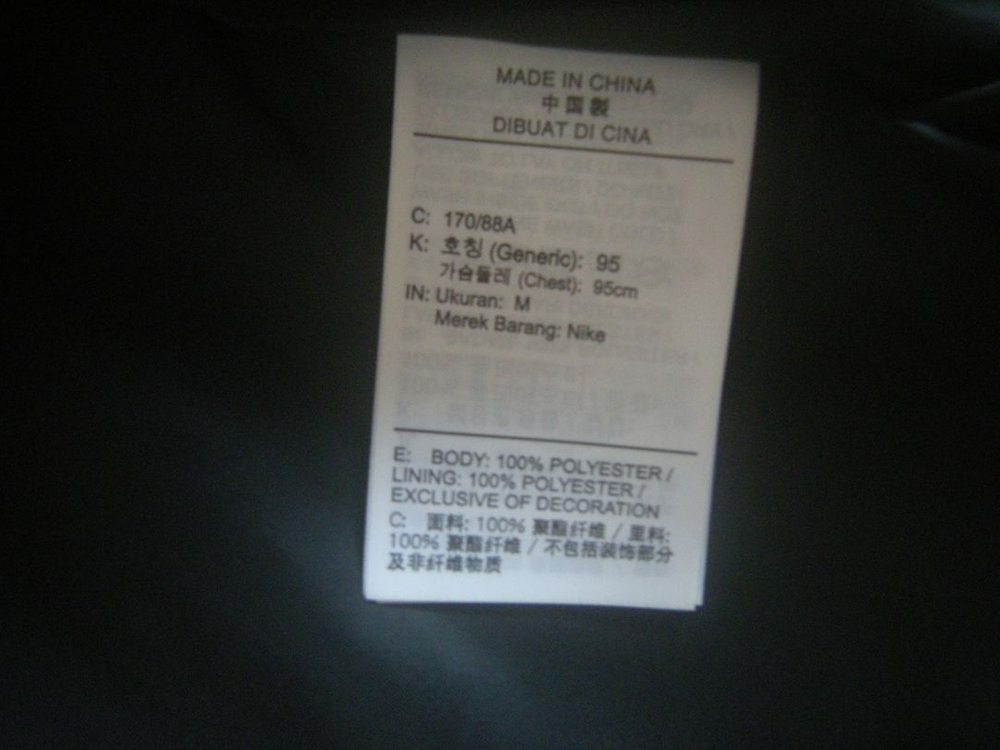 MADE IN CHINA
中国製
DIBUAT DI CINA
C: 170/88A
K: 호칭 (Generic): 95
가슴둘레 (Chest): 95cm
IN: Ukuran: M
Merek Barang: Nike
E: BODY: 100% POLYESTER /
LINING: 100% POLYESTER /
EXCLUSIVE OF DECORATION
C: 面料: 100% 聚酯纤维 / 里料:
100% 聚酯纤维 / 不包括装饰部分
及非纤维物质